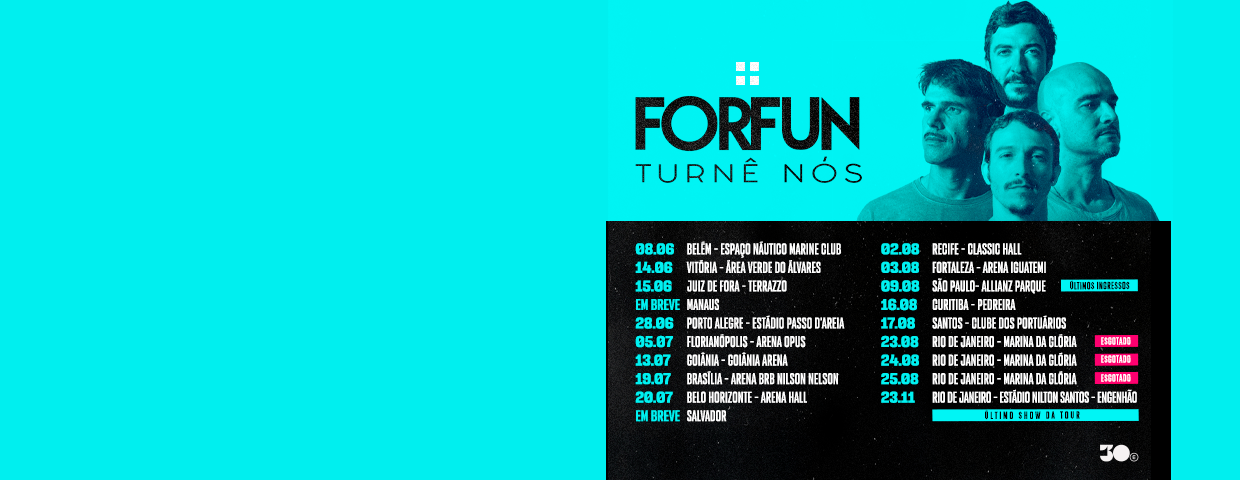 FORFUN
TURNÊ NÓS
08.06 BELÉM - ESPAÇO NÁUTICO MARINE CLUB
14.06 VITÓRIA - ÁREA VERDE DO ÁLVARES
15.06 JUIZ DE FORA - TERRAZZO
EM BREVE MANAUS
28.06 PORTO ALEGRE - ESTÁDIO PASSO D'AREIA
05.07 FLORIANÓPOLIS - ARENA OPUS
13.07 GOIÂNIA - GOIÂNIA ARENA
19.07 BRASÍLIA - ARENA BRB NILSON NELSON
20.07 BELO HORIZONTE - ARENA HALL
EM BREVE SALVADOR
02.08 RECIFE - CLASSIC HALL
03.08 FORTALEZA - ARENA IGUATEMI
09.08 SÃO PAULO- ALLIANZ PARQUE ÚLTIMOS INGRESSOS
16.08 CURITIBA - PEDREIRA
17.08 SANTOS - CLUBE DOS PORTUÁRIOS
23.08 RIO DE JANEIRO - MARINA DA GLÓRIA ESGOTADO
24.08 RIO DE JANEIRO - MARINA DA GLÓRIA ESGOTADO
25.08 RIO DE JANEIRO - MARINA DA GLÓRIA ESGOTADO
23.11 RIO DE JANEIRO - ESTÁDIO NILTON SANTOS - ENGENHÃO
ÚLTIMO SHOW DA TOUR
30e